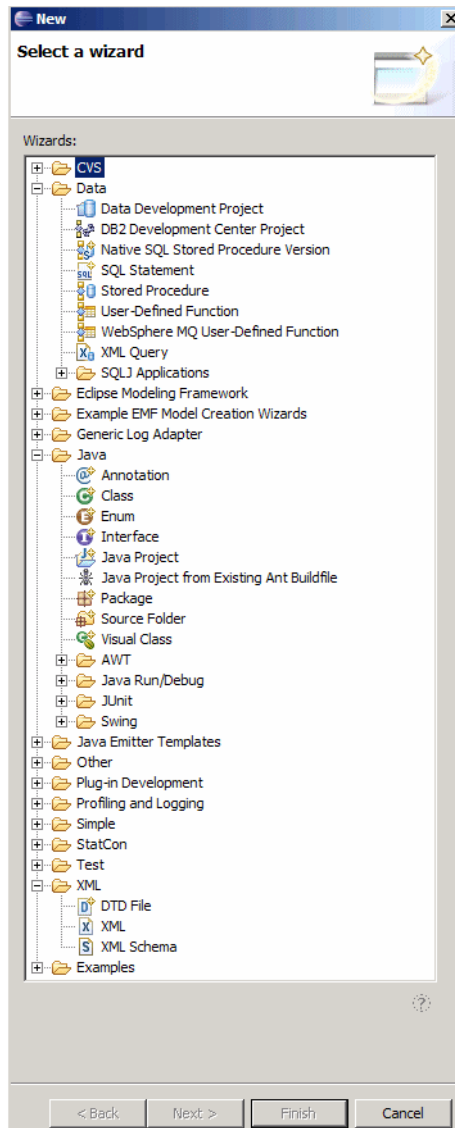 New
Select a wizard
Wizards:
CVS
Data
Data Development Project
DB2 Development Center Project
Native SQL Stored Procedure Version
SQL Statement
Stored Procedure
User-Defined Function
WebSphere MQ User-Defined Function
XML Query
SQLJ Applications
Eclipse Modeling Framework
Example EMF Model Creation Wizards
Generic Log Adapter
Java
Annotation
Class
Enum
Interface
Java Project
Java Project from Existing Ant Buildfile
Package
Source Folder
Visual Class
AWT
Java Run/Debug
JUnit
Swing
Java Emitter Templates
Other
Plug-in Development
Profiling and Logging
Simple
StatCon
Test
XML
DTD File
XML
XML Schema
Examples
< Back Next > Finish Cancel